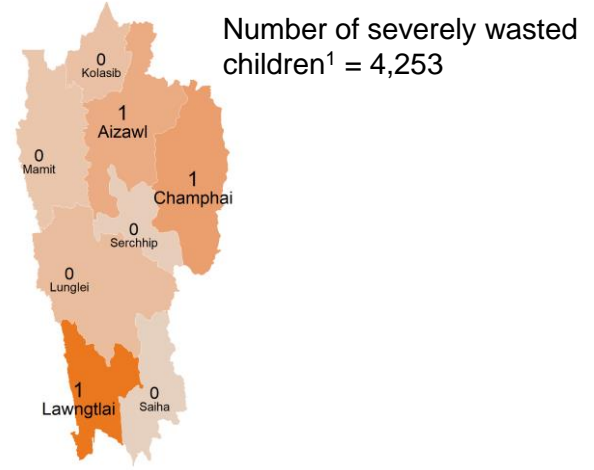 Number of severely wasted
children¹ = 4,253
0
Kolasib
1
Aizawl
0
Mamit
1
Champhai
0
Serchhip
0
Lunglei
1
Lawngtlai
0
Saiha